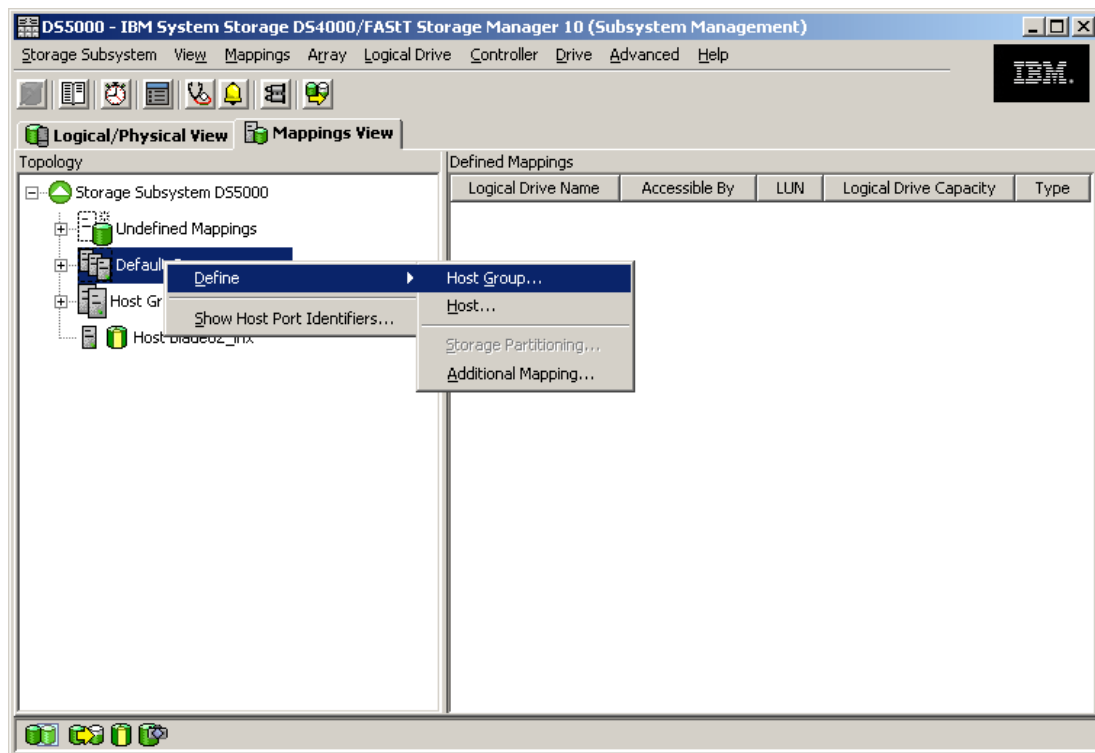 DS5000 - IBM System Storage DS4000/FAStT Storage Manager 10 (Subsystem Management)
Storage Subsystem View Mappings Array Logical Drive Controller Drive Advanced Help
IBM.
Logical/Physical View Mappings View
Topology
Defined Mappings
Logical Drive Name Accessible By LUN Logical Drive Capacity Type
Storage Subsystem DS5000
Undefined Mappings
Default
Define
Host Group...
Host Gr
Host...
Show Host Port Identifiers...
Host
Storage Partitioning...
Additional Mapping...